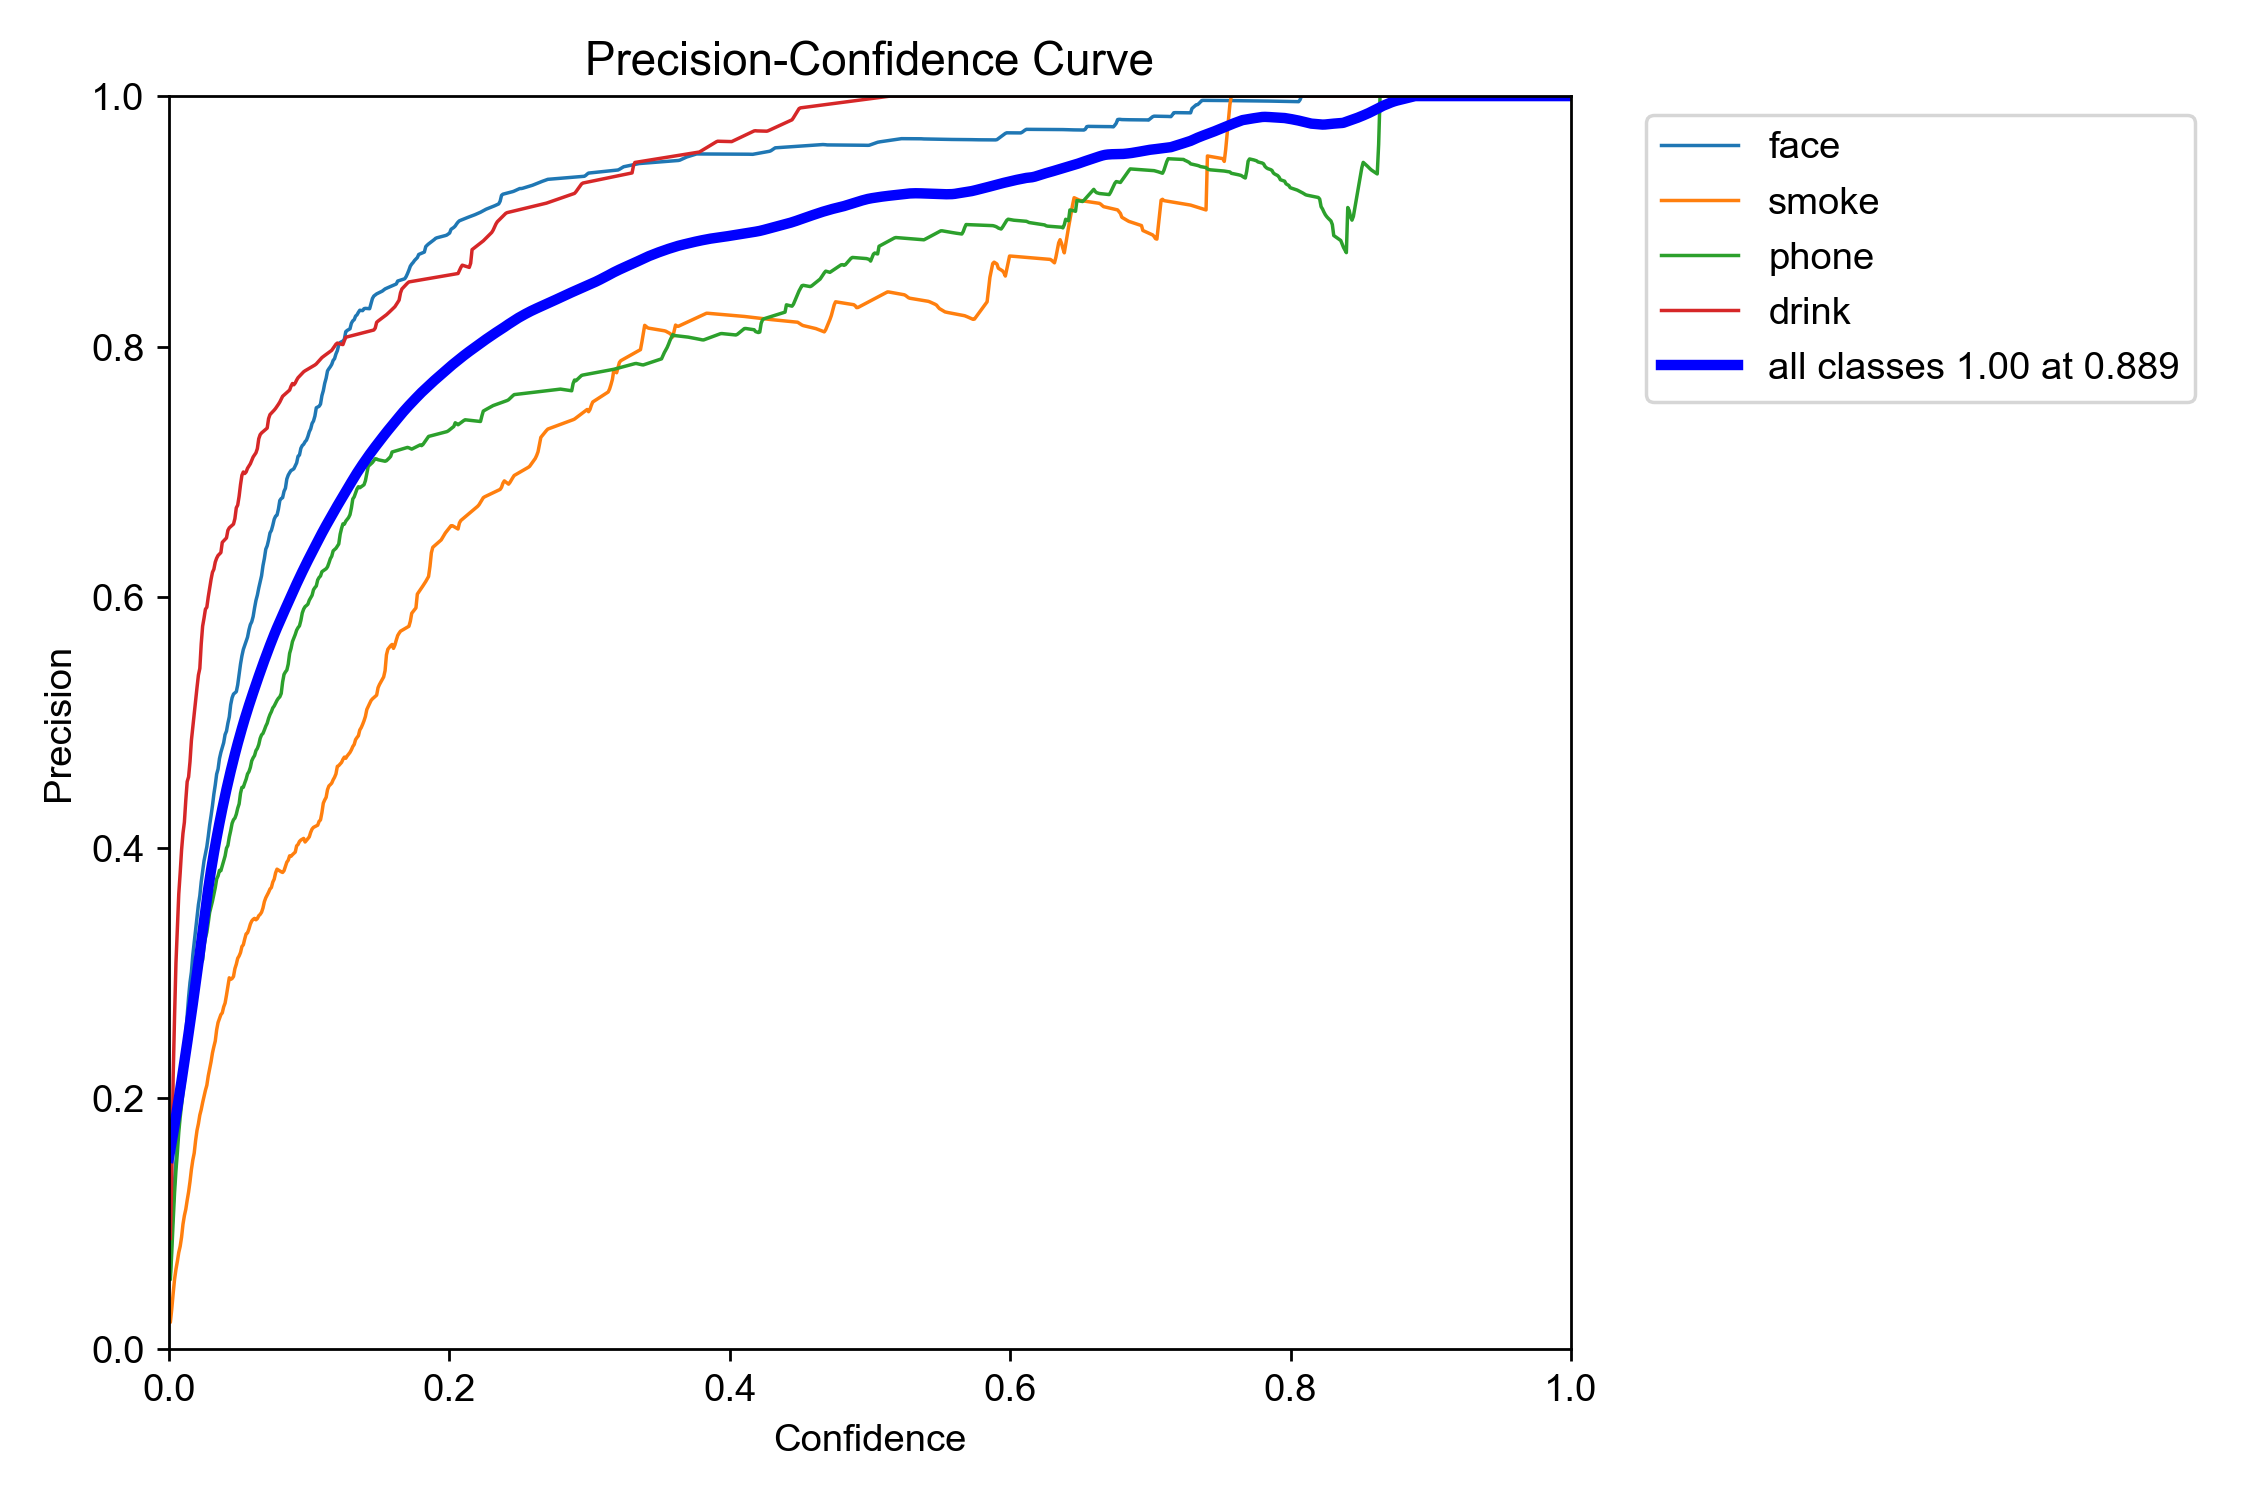 Precision-Confidence Curve
1.0
0.8
0.6
0.4
0.2
0.0
Precision
0.0 0.2 0.4 0.6 0.8 1.0
Confidence
face
smoke
phone
drink
all classes 1.00 at 0.889